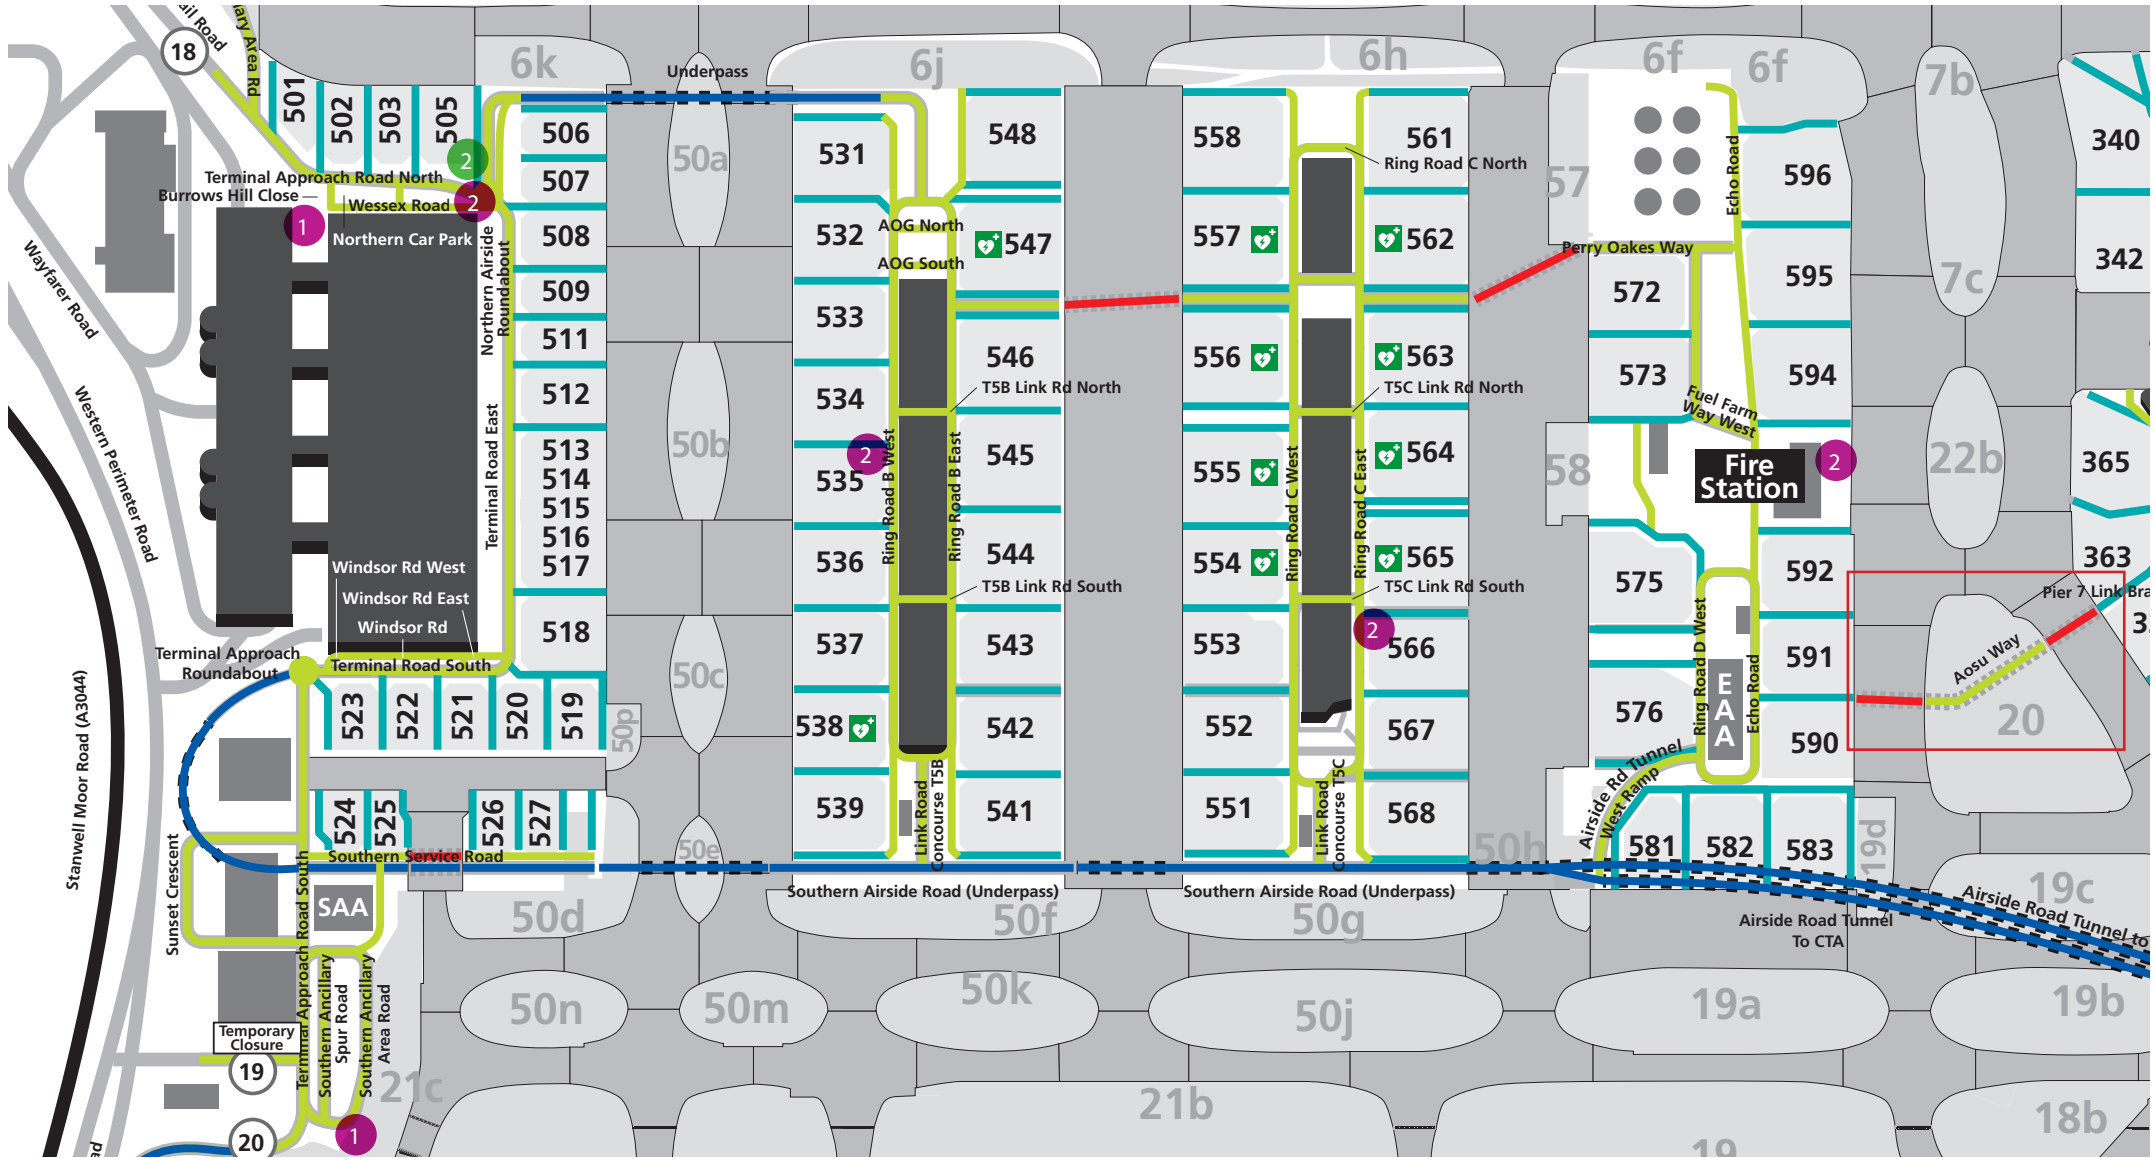 18
501
502
503
505
6k
Underpass
6j
6h
6f
6f
7b
506
507
508
509
511
512
513
514
515
516
517
518
50a
50b
50c
50p
50e
531
532
533
534
535
536
537
538
539
548
547
546
545
544
543
542
541
AOG North
AOG South
T5B Link Rd North
T5B Link Rd South
Ring Road B West
Ring Road B East
Link Road
Concourse T5B
558
557
556
555
554
553
552
551
561
562
563
564
565
566
567
568
Ring Road C North
T5C Link Rd North
T5C Link Rd South
Ring Road C West
Ring Road C East
Link Road
Concourse T5C
57
58
50h
Perry Oakes Way
Echo Road
572
573
575
576
Fuel Farm
Way West
Fire
Station
2
596
595
594
592
591
590
Ring Road D West
Echo Road
E
A
A
Airside Rd Tunnel
West Ramp
581
582
583
19d
7c
22b
340
342
365
363
Pier 7 Link Bra
Aosu Way
20
Terminal Approach Road North
Burrows Hill Close
Wessex Road
Northern Car Park
1
2
2
2
2
Northern Airside
Roundabout
Terminal Road East
Windsor Rd West
Windsor Rd East
Windsor Rd
Terminal Road South
Terminal Approach
Roundabout
Wayfarer Road
Western Perimeter Road
Stanwell Moor Road (A3044)
523
522
521
520
519
524
525
526
527
Southern Service Road
SAA
Sunset Crescent
Terminal Approach Road South
Southern Ancillary
Spur Road
Southern Ancillary
Area Road
Temporary
Closure
19
20
1
21c
50d
Southern Airside Road (Underpass)
50f
Southern Airside Road (Underpass)
50g
Airside Road Tunnel
To CTA
Airside Road Tunnel to
19c
50n
50m
50k
50j
19a
19b
21b
18b
19